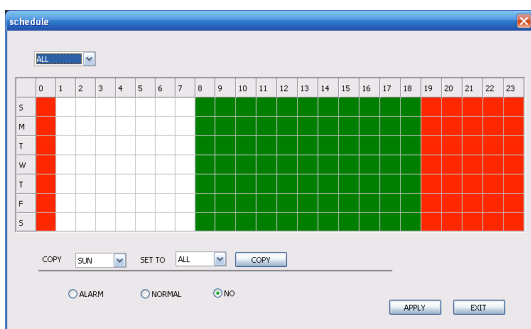 schedule
ALL
0 1 2 3 4 5 6 7 8 9 10 11 12 13 14 15 16 17 18 19 20 21 22 23
S
M
T
W
T
F
S
COPY SUN SET TO ALL COPY
ALARM NORMAL NO
APPLY EXIT